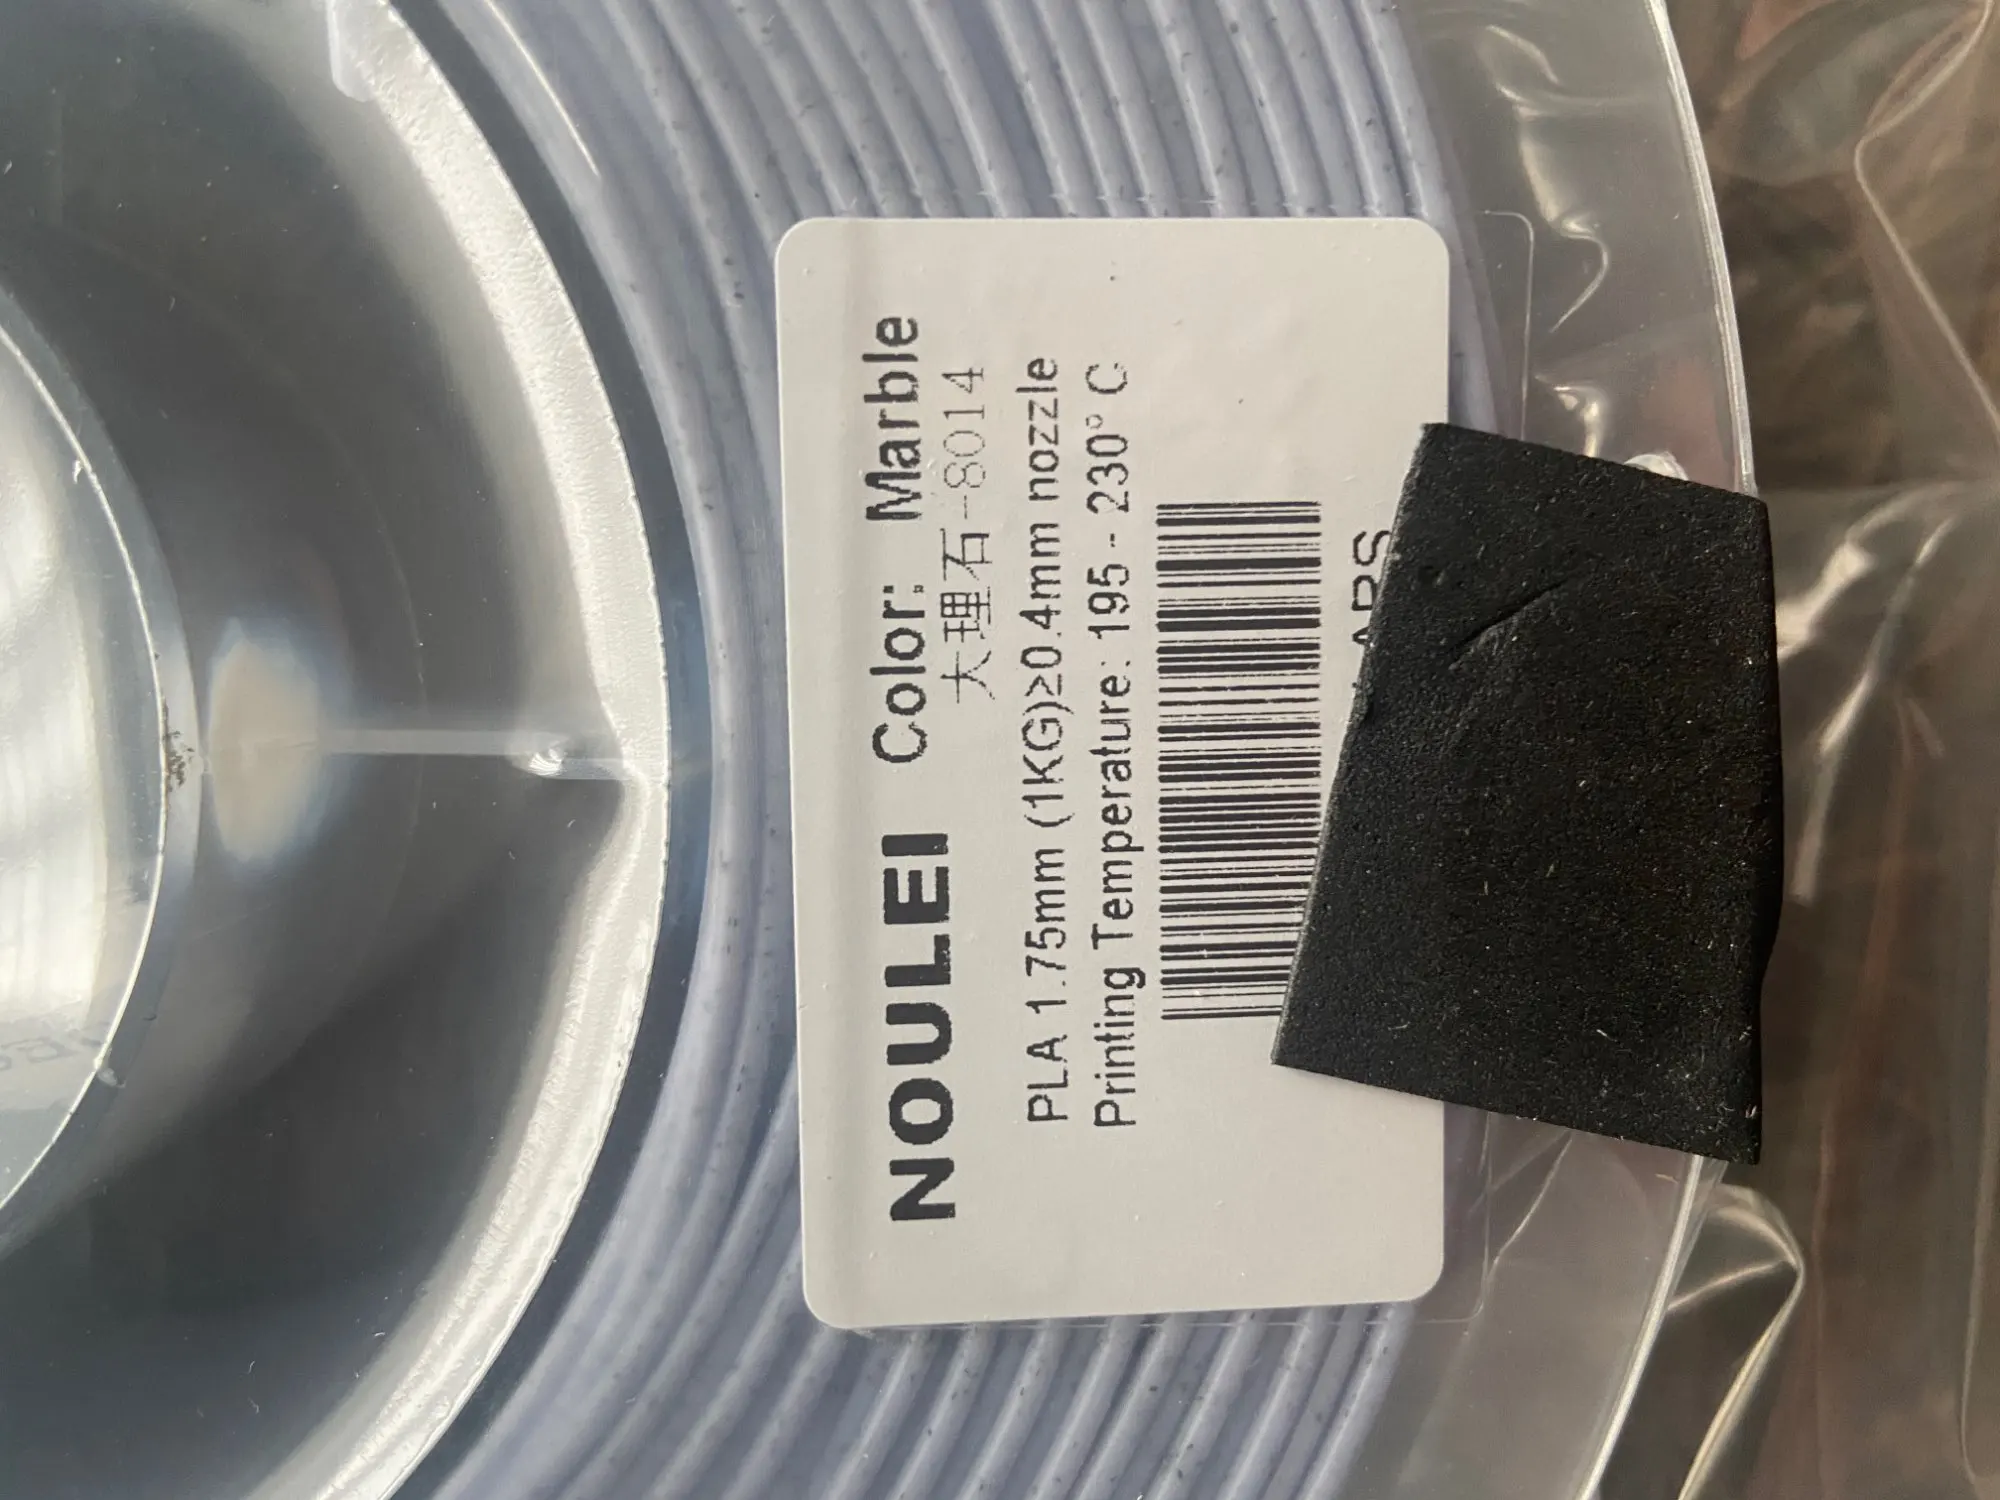 NOULEI Color: Marble
大理石-8014
PLA 1.75mm (1KG)≥0.4mm nozzle
Printing Temperature: 195 - 230°C